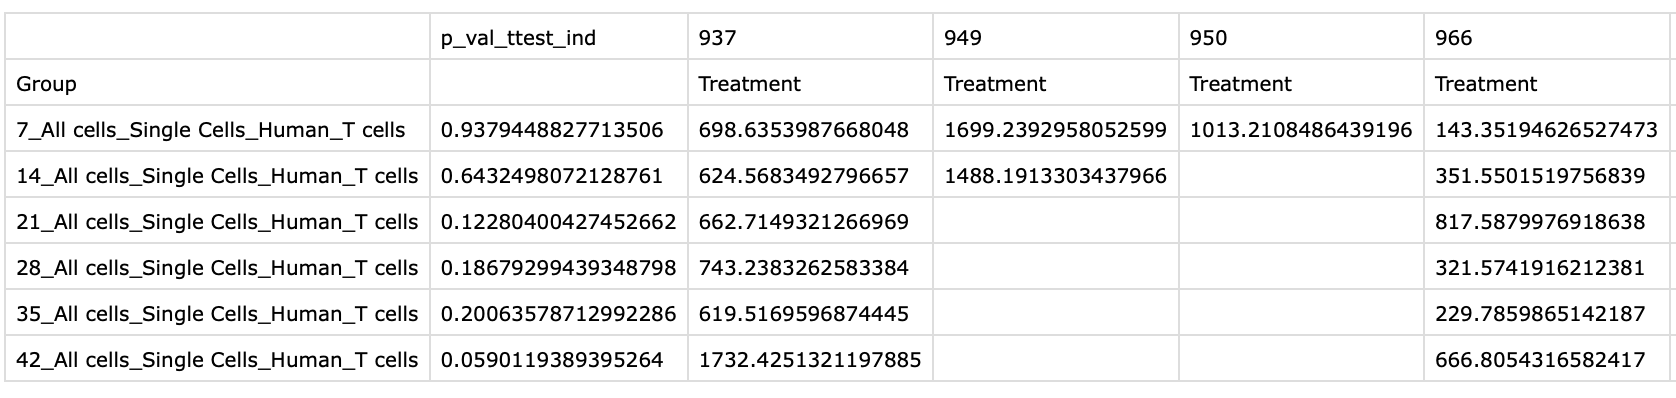 p_val_ttest_ind 937 949 950 966
Group Treatment Treatment Treatment Treatment
7_All cells_Single Cells_Human_T cells 0.9379448827713506 698.6353987668048 1699.2392958052599 1013.2108486439196 143.35194626527473
14_All cells_Single Cells_Human_T cells 0.6432498072128761 624.5683492796657 1488.1913303437966 351.5501519756839
21_All cells_Single Cells_Human_T cells 0.12280400427452662 662.7149321266969 817.5879976918638
28_All cells_Single Cells_Human_T cells 0.18679299439348798 743.2383262583384 321.5741916212381
35_All cells_Single Cells_Human_T cells 0.20063578712992286 619.5169596874445 229.7859865142187
42_All cells_Single Cells_Human_T cells 0.0590119389395264 1732.4251321197885 666.8054316582417